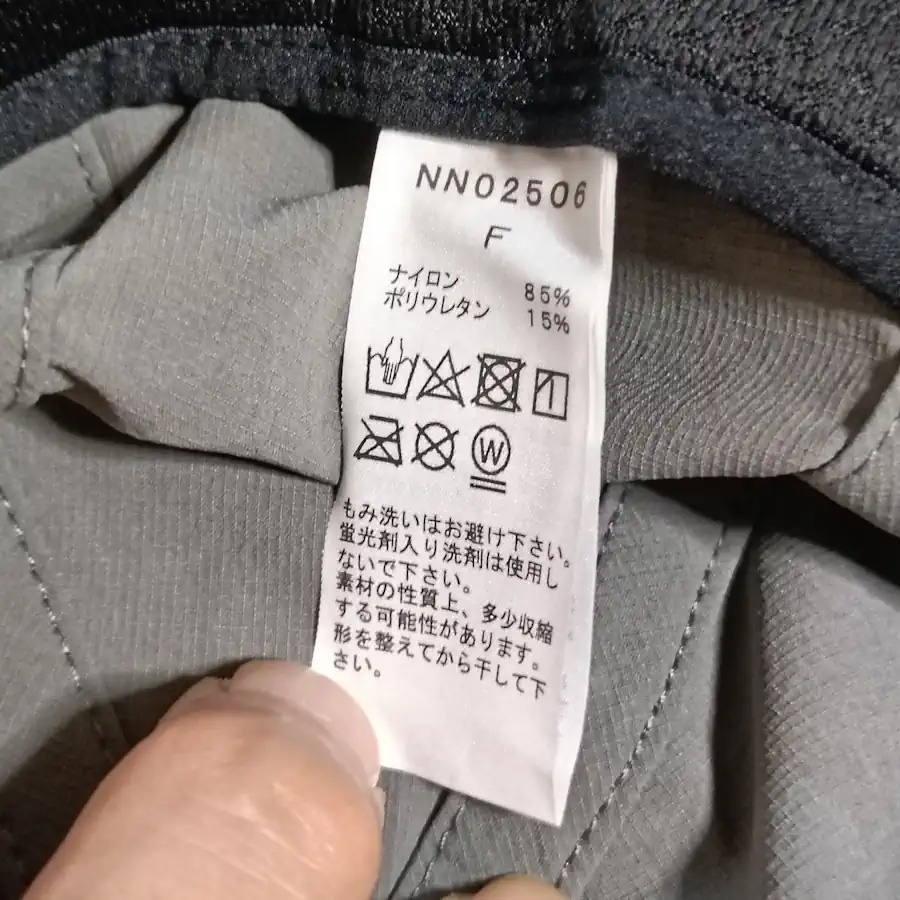 NN02506
F
ナイロン 85%
ポリウレタン 15%
W
もみ洗いはお避け下さい。
蛍光剤入り洗剤は使用し
ないで下さい。
素材の性質上、多少収縮
する可能性があります。
形を整えてから干して下
さい。